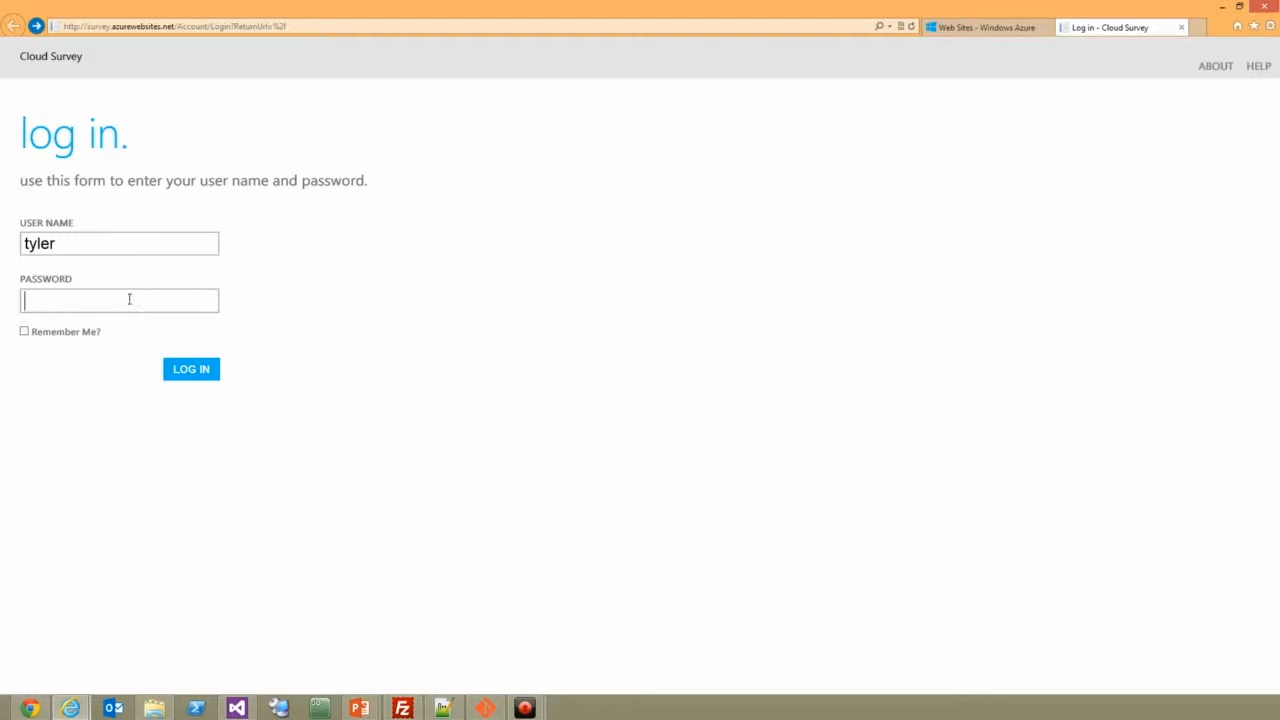 http://survey.azurewebsites.net/Account/Login?ReturnUrl=%2f
Web Sites - Windows Azure
Log in - Cloud Survey
Cloud Survey
ABOUT HELP
log in.
use this form to enter your user name and password.
USER NAME
tyler
PASSWORD
Remember Me?
LOG IN